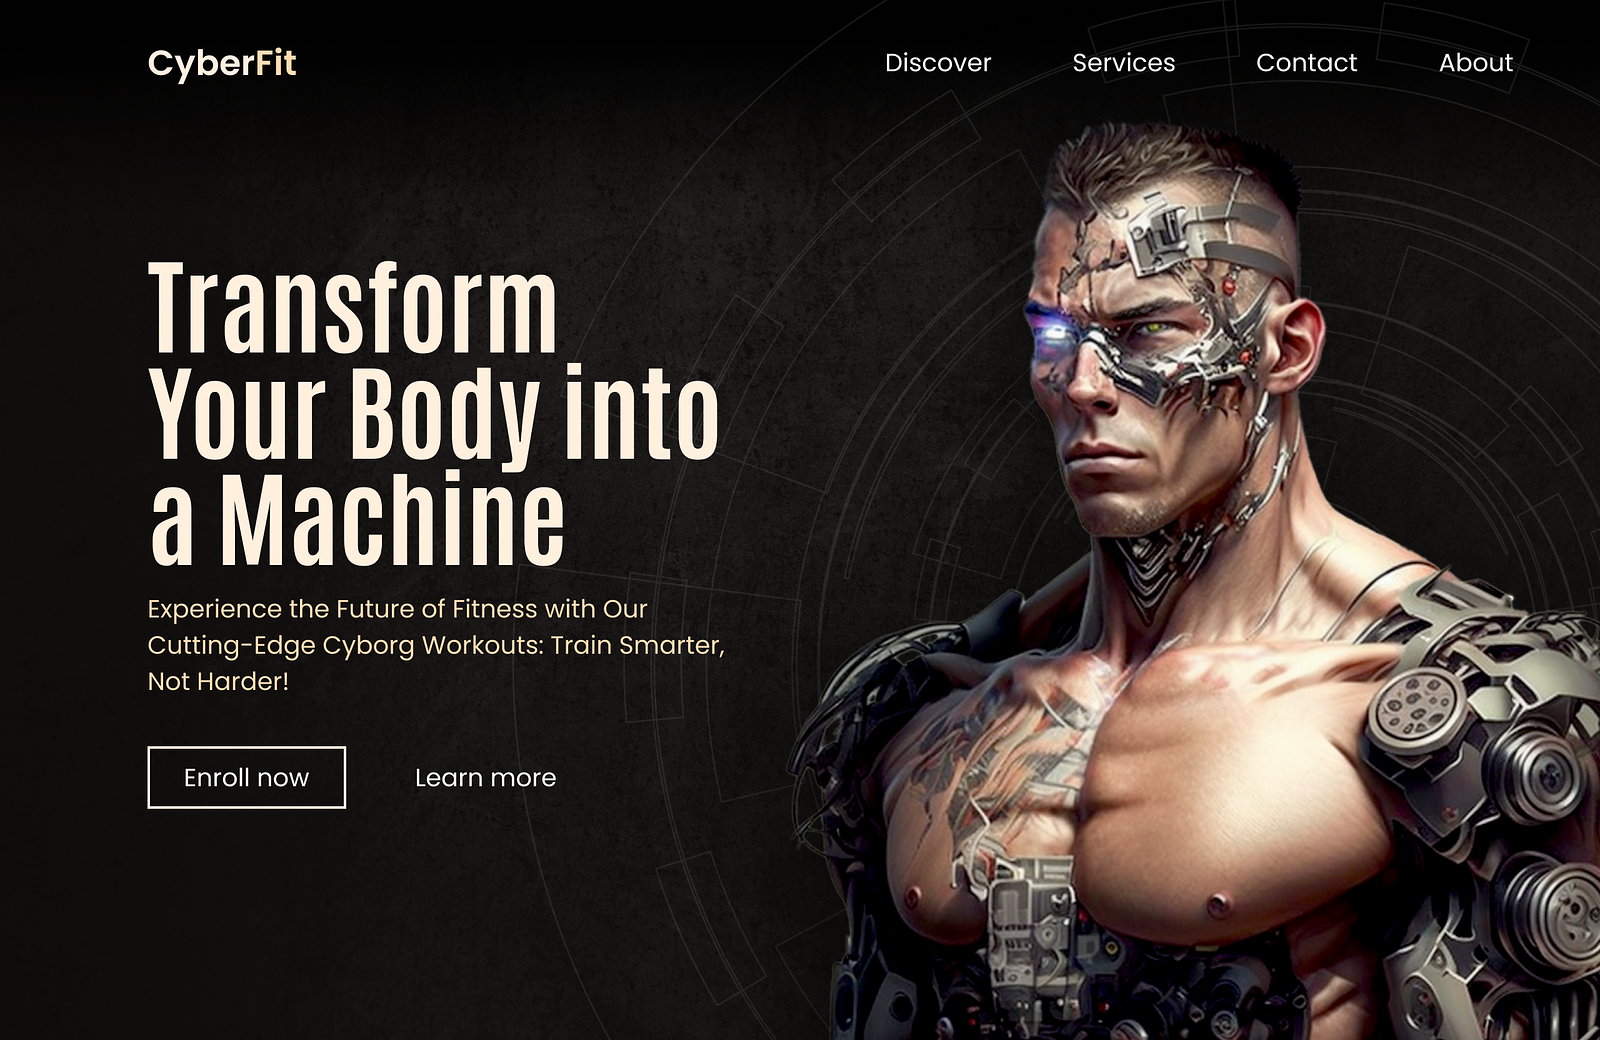 CyberFit
Discover
Services
Contact
About
Transform
Your Body into
a Machine
Experience the Future of Fitness with Our
Cutting-Edge Cyborg Workouts: Train Smarter,
Not Harder!
Enroll now
Learn more